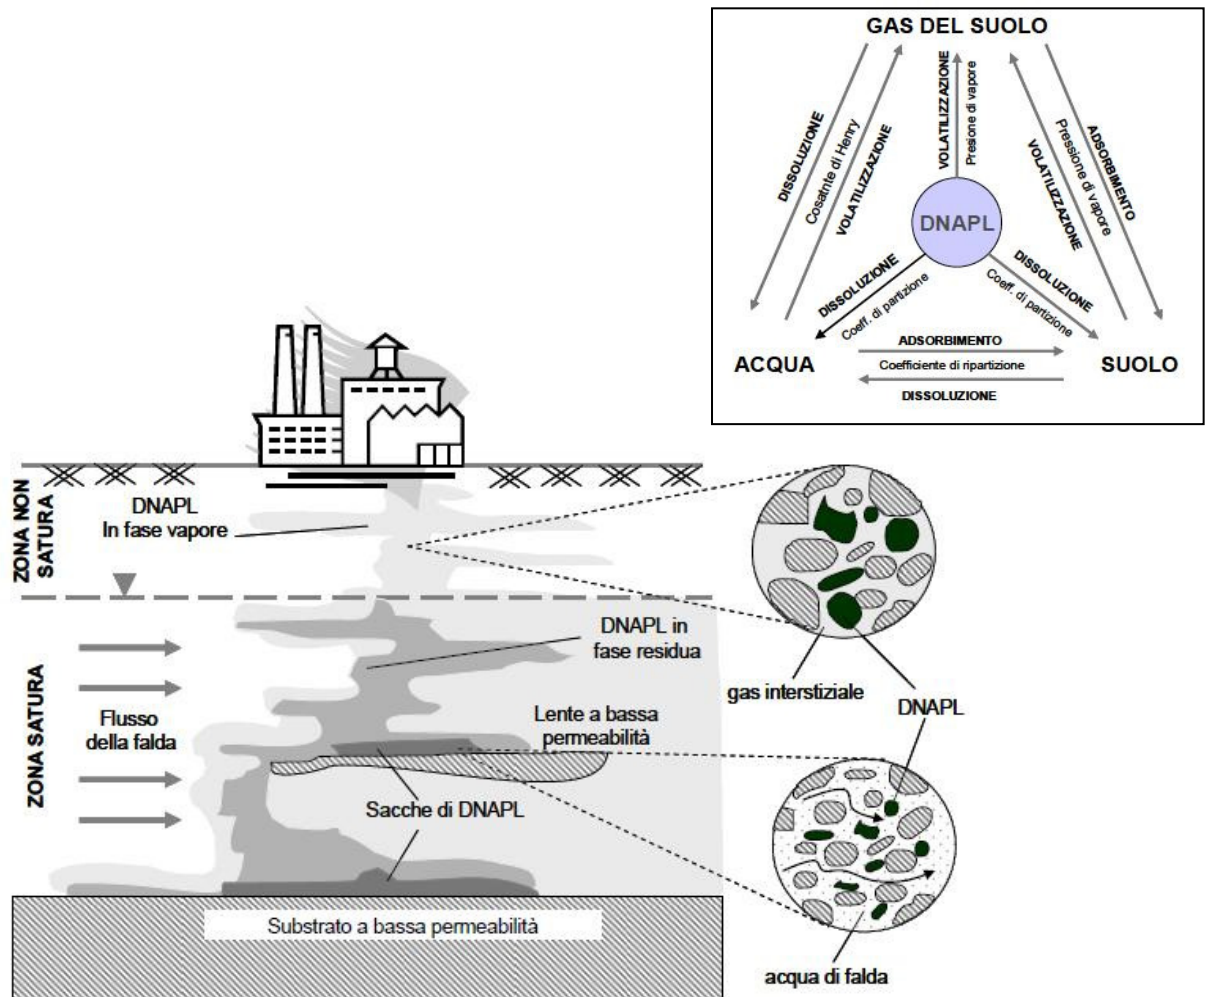 GAS DEL SUOLO
DISSOLUZIONE
Cosatnte di Henry
VOLATILIZZAZIONE
VOLATILIZZAZIONE
Presione di vapore
ADSORBIMENTO
Pressione di vapore
VOLATILIZZAZIONE
DNAPL
DISSOLUZIONE
Coeff. di partizione
DISSOLUZIONE
Coeff. di partizione
ACQUA
ADSORBIMENTO
Coefficiente di ripartizione
DISSOLUZIONE
SUOLO
ZONA NON
SATURA
DNAPL
In fase vapore
ZONA SATURA
Flusso
della falda
DNAPL in
fase residua
Lente a bassa
permeabilità
Sacche di DNAPL
gas interstiziale
DNAPL
acqua di falda
Substrato a bassa permeabilità